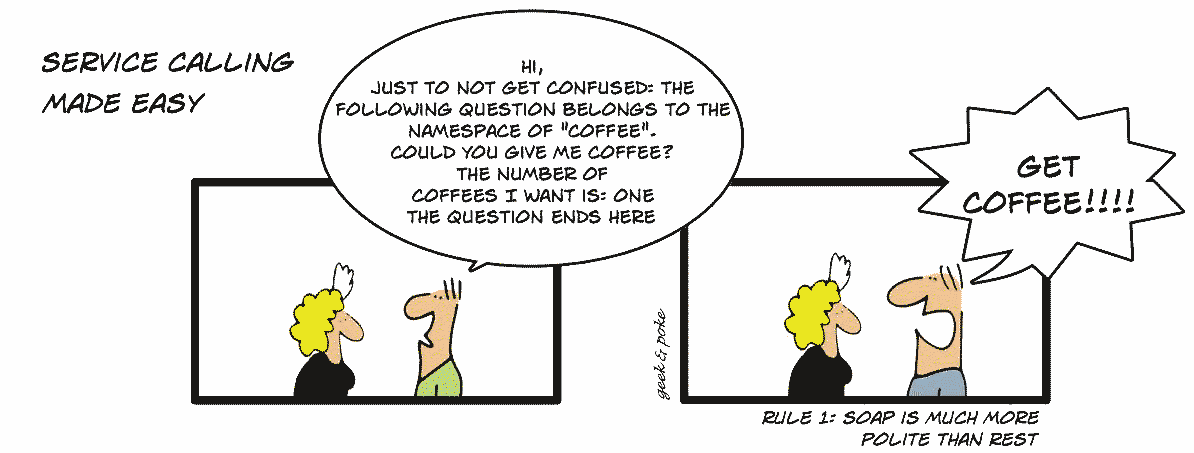 SERVICE CALLING
MADE EASY
HI,
JUST TO NOT GET CONFUSED: THE
FOLLOWING QUESTION BELONGS TO THE
NAMESPACE OF "COFFEE".
COULD YOU GIVE ME COFFEE?
THE NUMBER OF
COFFEES I WANT IS: ONE
THE QUESTION ENDS HERE
GET
COFFEE!!!!
geek & poke
RULE 1: SOAP IS MUCH MORE
POLITE THAN REST